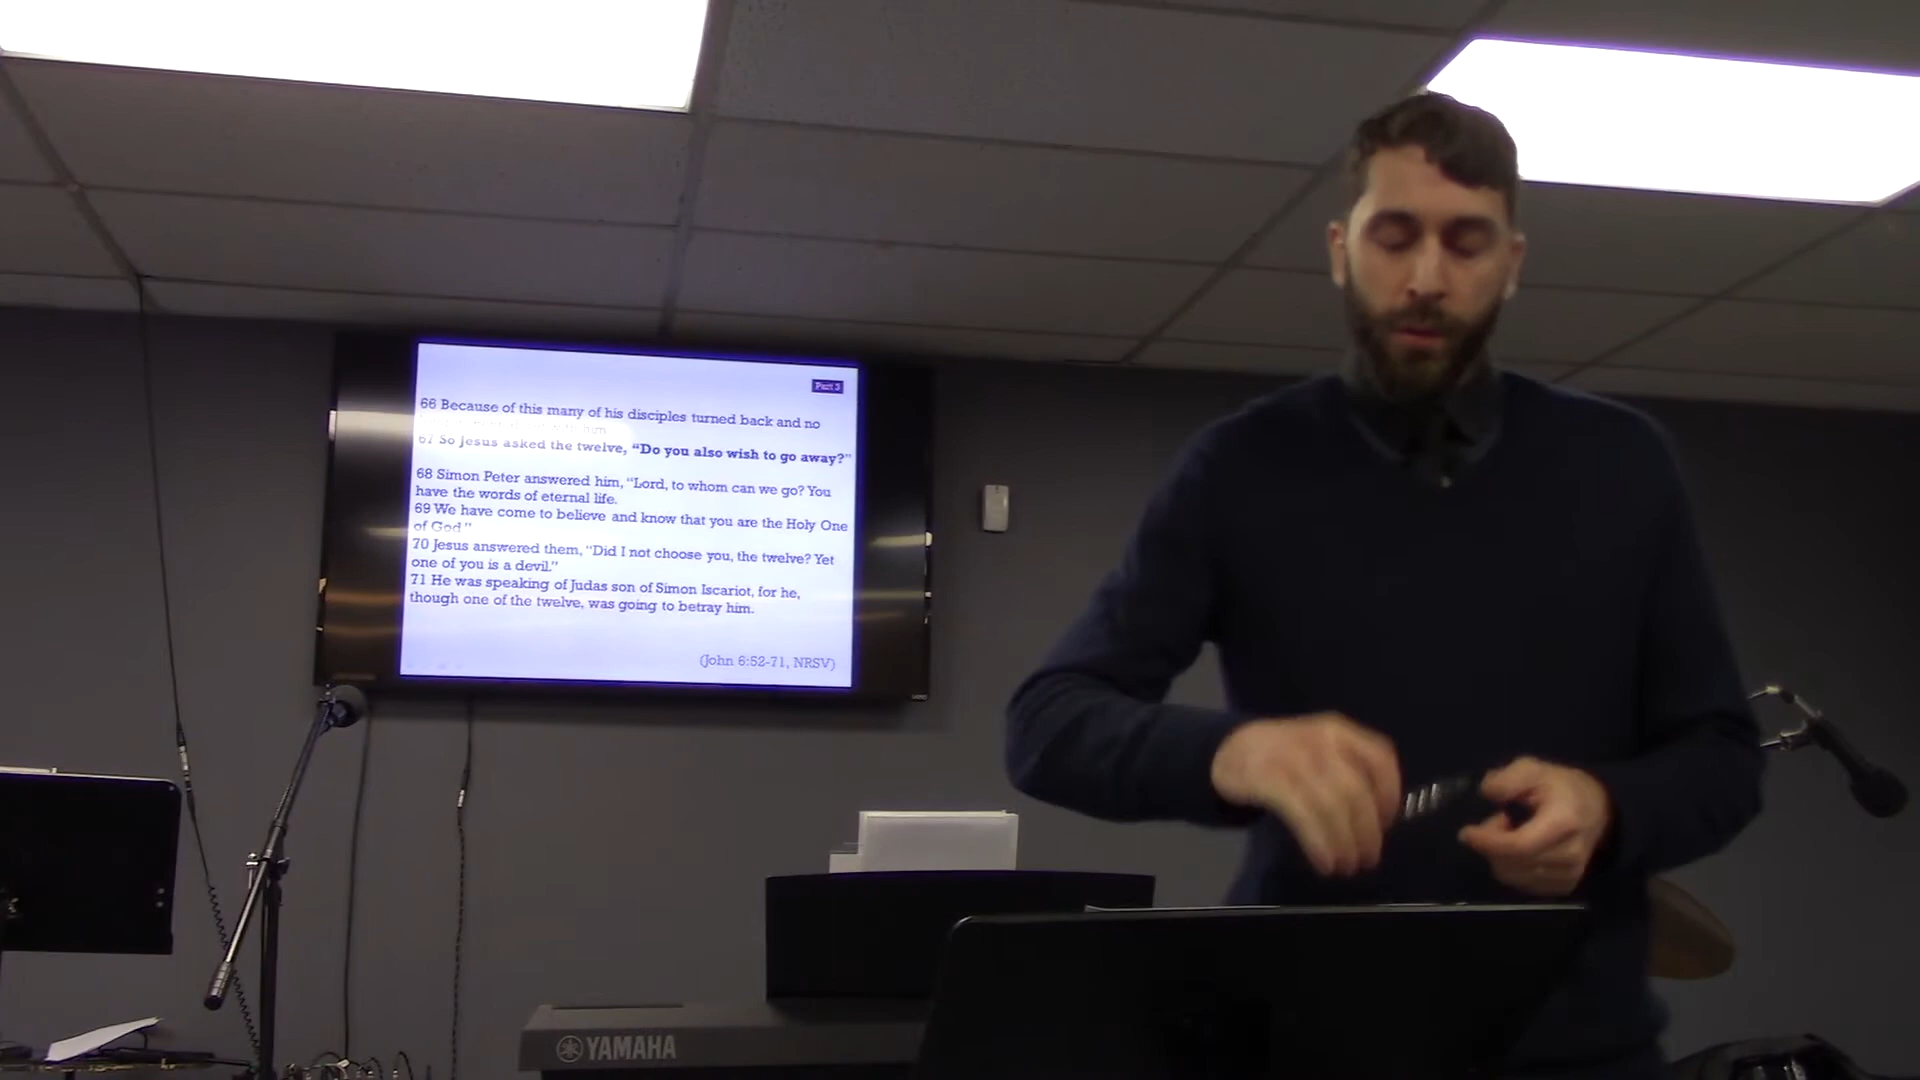 Part 3
66 Because of this many of his disciples turned back and no
with him
67 So Jesus asked the twelve, “Do you also wish to go away?”
68 Simon Peter answered him, “Lord, to whom can we go? You
have the words of eternal life.
69 We have come to believe and know that you are the Holy One
of God.”
70 Jesus answered them, “Did I not choose you, the twelve? Yet
one of you is a devil.”
71 He was speaking of Judas son of Simon Iscariot, for he,
though one of the twelve, was going to betray him.
(John 6:52-71, NRSV)
YAMAHA